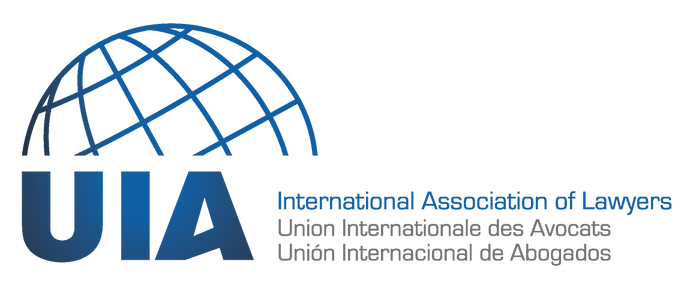 UIA
International Association of Lawyers
Union Internationale des Avocats
Unión Internacional de Abogados